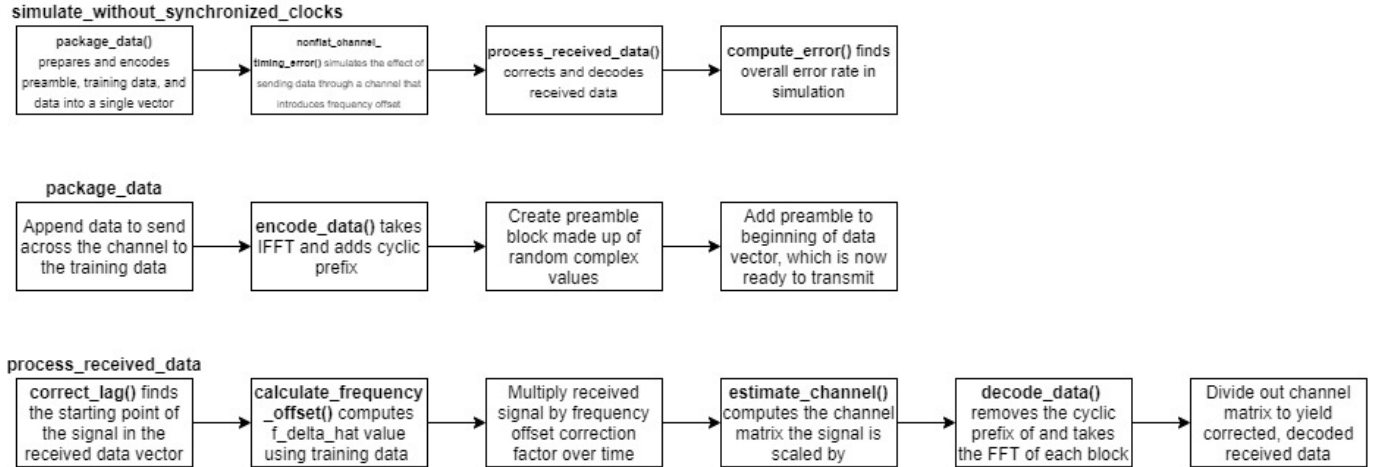 simulate_without_synchronized_clocks
package_data()
prepares and encodes
preamble, training data, and
data into a single vector
nonflat_channel_
timing_error() simulates the effect of
sending data through a channel that
introduces frequency offset
process_received_data()
corrects and decodes
received data
compute_error() finds
overall error rate in
simulation
package_data
Append data to send
across the channel to
the training data
encode_data() takes
IFFT and adds cyclic
prefix
Create preamble
block made up of
random complex
values
Add preamble to
beginning of data
vector, which is now
ready to transmit
process_received_data
correct_lag() finds
the starting point of
the signal in the
received data vector
calculate_frequency
_offset() computes
f_delta_hat value
using training data
Multiply received
signal by frequency
offset correction
factor over time
estimate_channel()
computes the channel
matrix the signal is
scaled by
decode_data()
removes the cyclic
prefix of and takes
the FFT of each block
Divide out channel
matrix to yield
corrected, decoded
received data